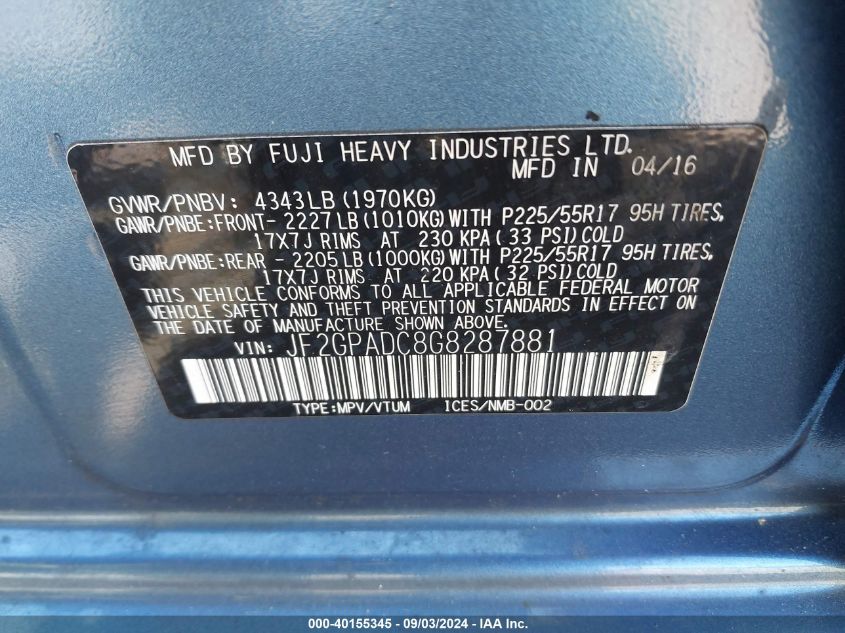 MFD BY FUJI HEAVY INDUSTRIES LTD.
MFD IN 04/16
GVWR/PNBV: 4343LB(1970KG)
GAWR/PNBE:FRONT- 2227LB(1010KG)WITH P225/55R17 95H TIRES,
17X7J RIMS AT 230 KPA(33 PSI)COLD
GAWR/PNBE:REAR - 2205LB(1000KG)WITH P225/55R17 95H TIRES,
17X7J RIMS AT 220 KPA(32 PSI)COLD
THIS VEHICLE CONFORMS TO ALL APPLICABLE FEDERAL MOTOR
VEHICLE SAFETY AND THEFT PREVENTION STANDARDS IN EFFECT ON
THE DATE OF MANUFACTURE SHOWN ABOVE.
VIN: JF2GPADC8G8287881
TYPE:MPV/VTUM ICES/NMB-002
000-40155345 - 09/03/2024 - IAA Inc.